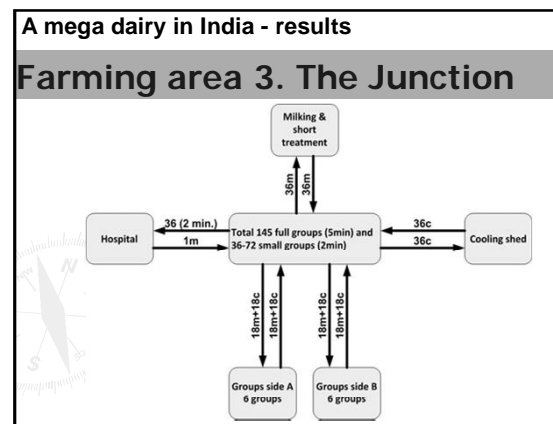 A mega dairy in India - results
Farming area 3. The Junction
Milking &
short
treatment
36m
36m
Hospital
36 (2 min.)
1m
Total 145 full groups (5min) and
36-72 small groups (2min)
36c
36c
Cooling shed
18m+18c
18m+18c
18m+18c
18m+18c
Groups side A
6 groups
Groups side B
6 groups
N
S